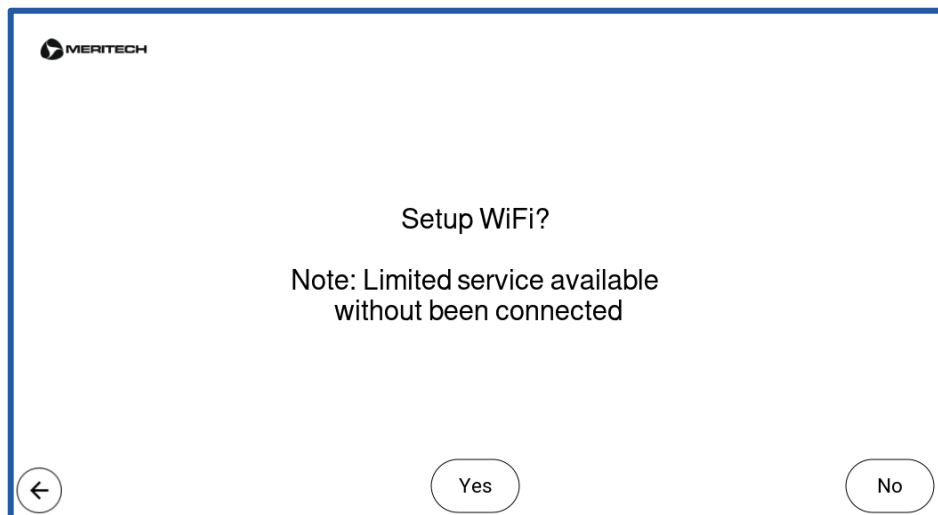 MERITECH
Setup WiFi?
Note: Limited service available
without been connected
Yes
No